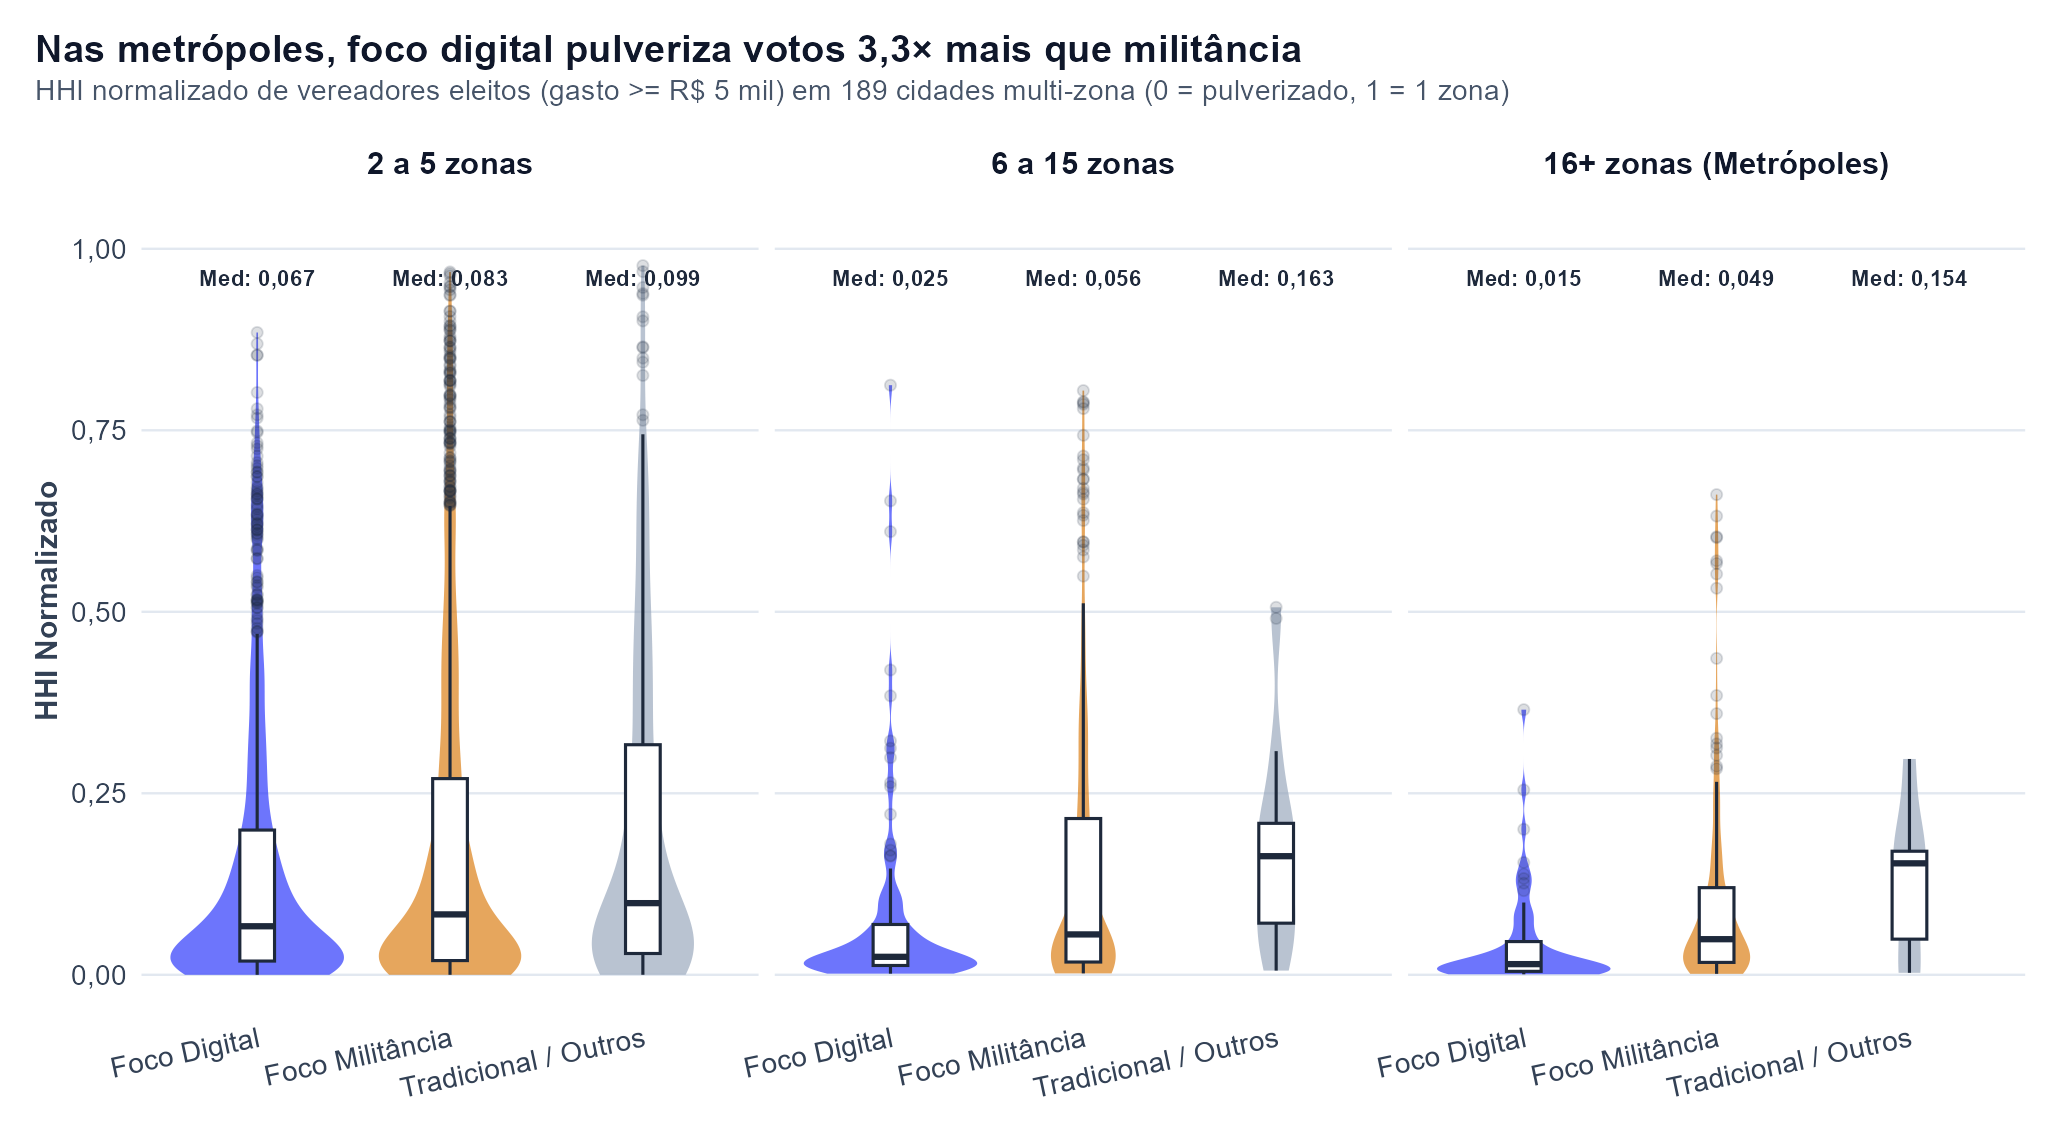 Nas metrópoles, foco digital pulveriza votos 3,3× mais que militância
HHI normalizado de vereadores eleitos (gasto >= R$ 5 mil) em 189 cidades multi-zona (0 = pulverizado, 1 = 1 zona)
2 a 5 zonas
6 a 15 zonas
16+ zonas (Metrópoles)
HHI Normalizado
1,00
0,75
0,50
0,25
0,00
Med: 0,067
Med: 0,083
Med: 0,099
Med: 0,025
Med: 0,056
Med: 0,163
Med: 0,015
Med: 0,049
Med: 0,154
Foco Digital
Foco Militância
Tradicional / Outros
Foco Digital
Foco Militância
Tradicional / Outros
Foco Digital
Foco Militância
Tradicional / Outros